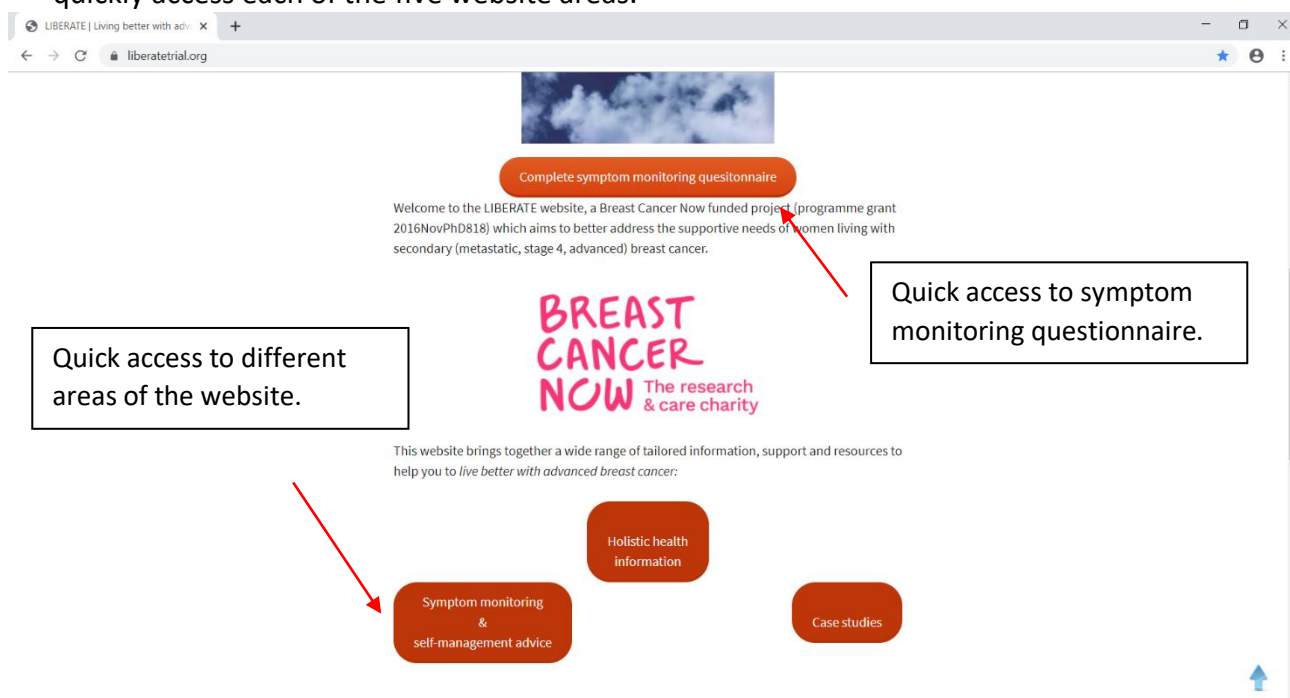 quickly access each of the five website areas.
LIBERATE | Living better with adv
liberatetrial.org
Complete symptom monitoring quesitonnaire
Welcome to the LIBERATE website, a Breast Cancer Now funded project (programme grant
2016NovPhD818) which aims to better address the supportive needs of women living with
secondary (metastatic, stage 4, advanced) breast cancer.
Quick access to symptom
monitoring questionnaire.
BREAST
CANCER
NOW The research
& care charity
Quick access to different
areas of the website.
This website brings together a wide range of tailored information, support and resources to
help you to live better with advanced breast cancer:
Holistic health
information
Symptom monitoring
&
self-management advice
Case studies